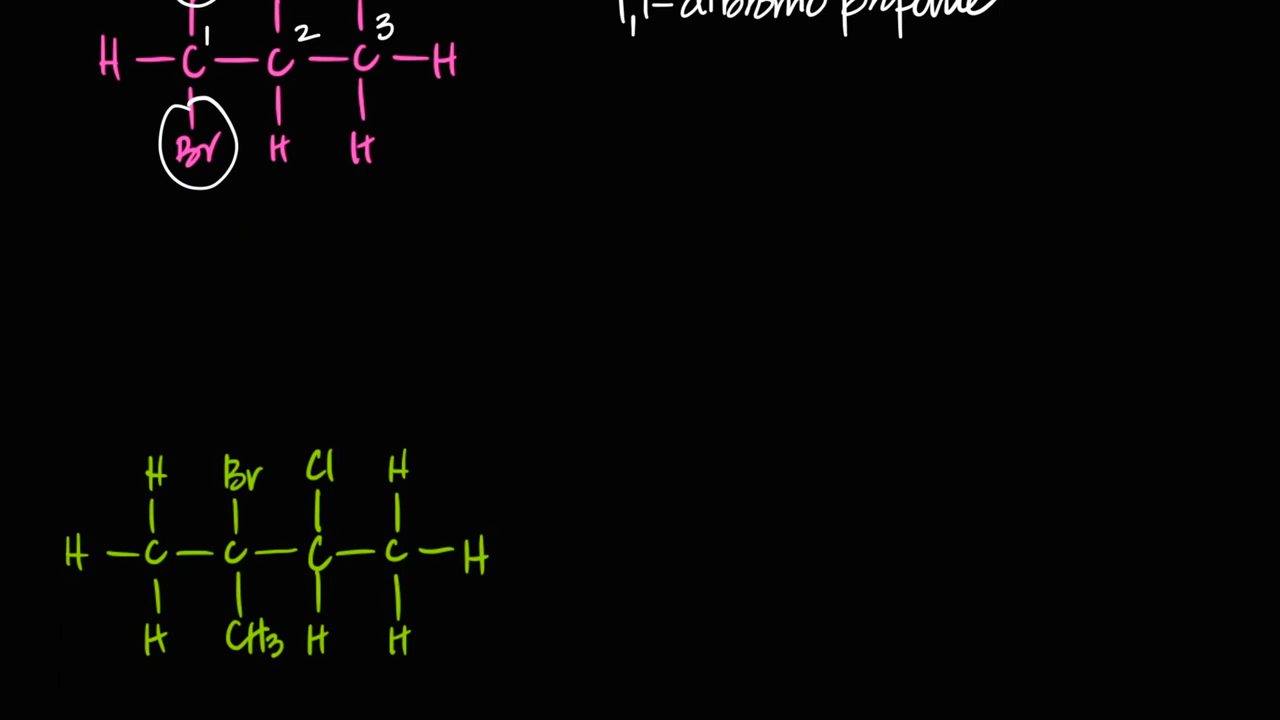 1,1-dibromo propane
1 2 3
H-C-C-C-H
Br H H
H Br Cl H
H-C-C-C-C-H
H CH3 H H